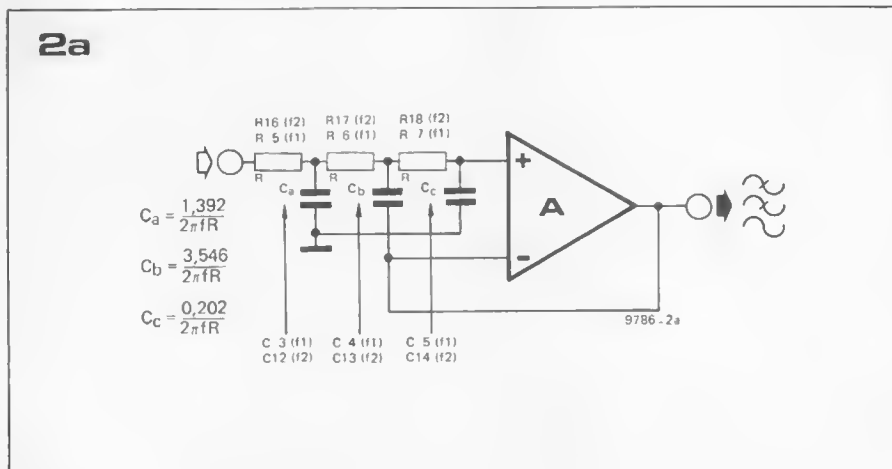 2a
R16 (f2) R17 (f2) R18 (f2)
R 5 (f1) R 6 (f1) R 7 (f1)
R R R
Ca Cb Cc
+
A
-
Ca = 1,392 / 2πfR
Cb = 3,546 / 2πfR
Cc = 0,202 / 2πfR
9786-2a
C 3 (f1) C 4 (f1) C 5 (f1)
C12 (f2) C13 (f2) C14 (f2)